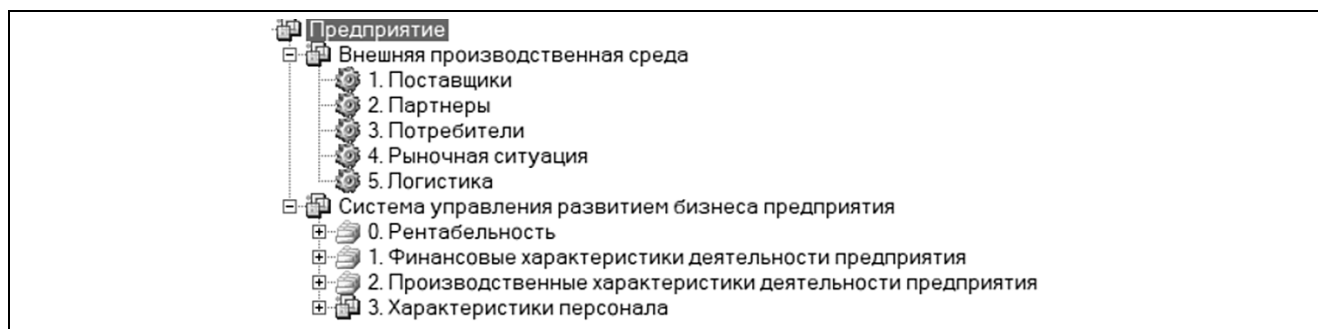 Предприятие
Внешняя производственная среда
1. Поставщики
2. Партнеры
3. Потребители
4. Рыночная ситуация
5. Логистика
Система управления развитием бизнеса предприятия
0. Рентабельность
1. Финансовые характеристики деятельности предприятия
2. Производственные характеристики деятельности предприятия
3. Характеристики персонала